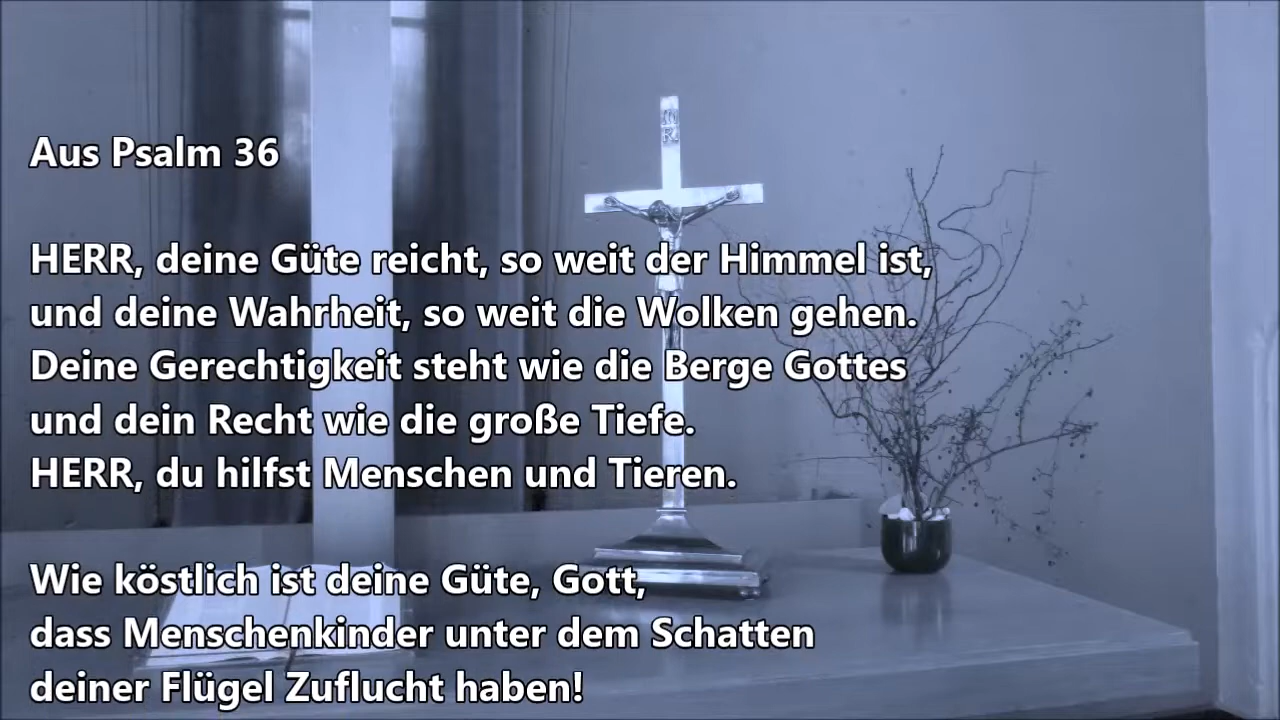 INRI
Aus Psalm 36
HERR, deine Güte reicht, so weit der Himmel ist,
und deine Wahrheit, so weit die Wolken gehen.
Deine Gerechtigkeit steht wie die Berge Gottes
und dein Recht wie die große Tiefe.
HERR, du hilfst Menschen und Tieren.
Wie köstlich ist deine Güte, Gott,
dass Menschenkinder unter dem Schatten
deiner Flügel Zuflucht haben!